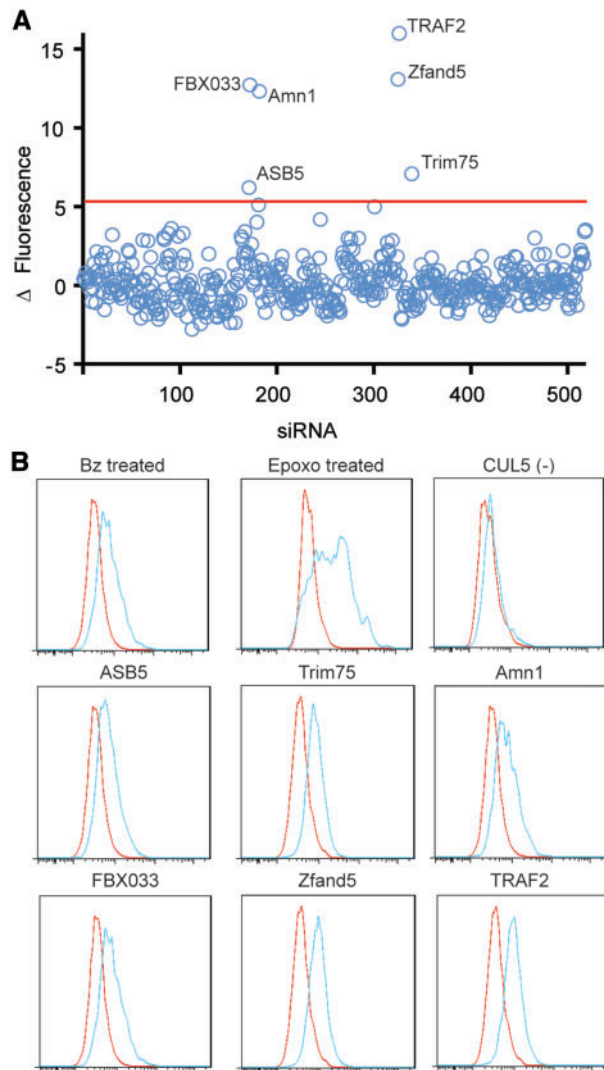 A
15
10
5
0
-5
Δ Fluorescence
TRAF2
FBX033
Zfand5
Amn1
ASB5
Trim75
100 200 300 400 500
siRNA
B
Bz treated Epoxo treated CUL5 (-)
ASB5 Trim75 Amn1
FBX033 Zfand5 TRAF2